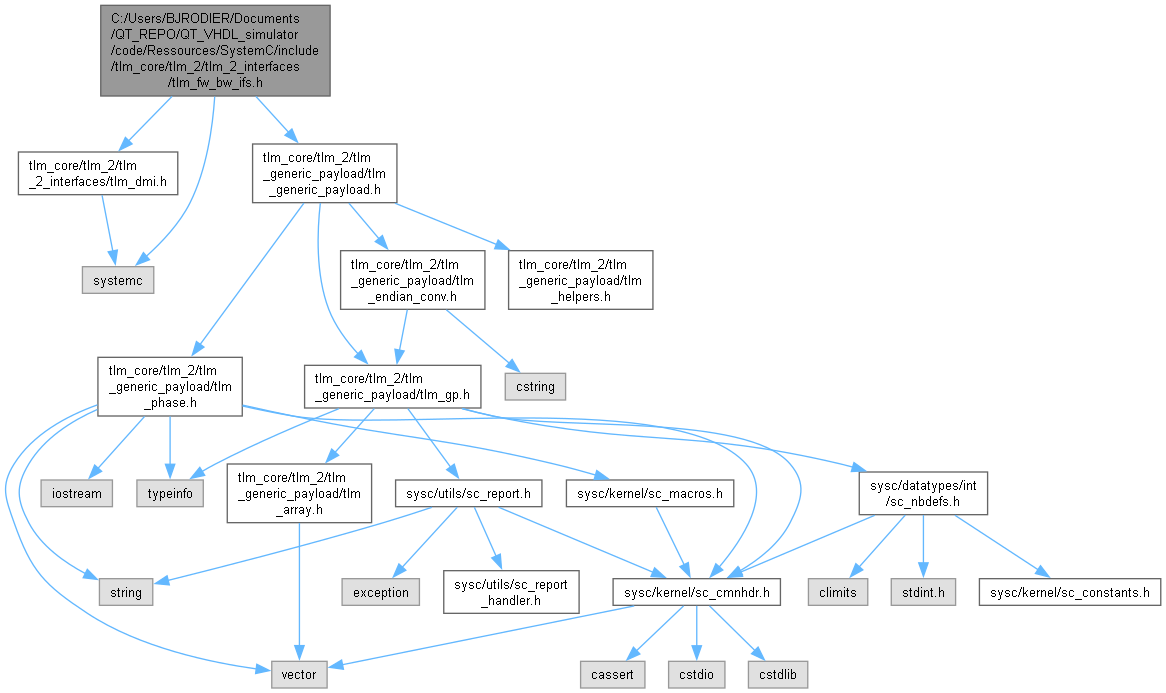 C:/Users/BJRODIER/Documents
/QT_REPO/QT_VHDL_simulator
/code/Ressources/SystemC/include
/tlm_core/tlm_2/tlm_2_interfaces
/tlm_fw_bw_ifs.h
tlm_core/tlm_2/tlm
_2_interfaces/tlm_dmi.h
tlm_core/tlm_2/tlm
_generic_payload/tlm
_generic_payload.h
systemc
tlm_core/tlm_2/tlm
_generic_payload/tlm
_endian_conv.h
tlm_core/tlm_2/tlm
_generic_payload/tlm
_helpers.h
tlm_core/tlm_2/tlm
_generic_payload/tlm
_phase.h
tlm_core/tlm_2/tlm
_generic_payload/tlm_gp.h
cstring
iostream
typeinfo
tlm_core/tlm_2/tlm
_generic_payload/tlm
_array.h
sysc/utils/sc_report.h
sysc/kernel/sc_macros.h
sysc/datatypes/int
/sc_nbdefs.h
string
exception
sysc/utils/sc_report
_handler.h
sysc/kernel/sc_cmnhdr.h
climits
stdint.h
sysc/kernel/sc_constants.h
vector
cassert
cstdio
cstdlib